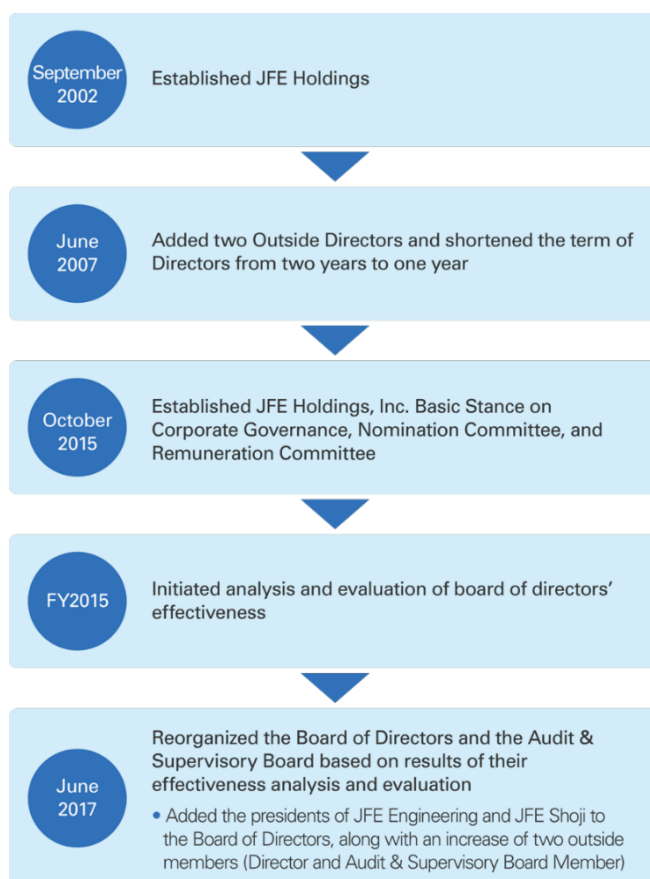 September
2002
Established JFE Holdings
June
2007
Added two Outside Directors and shortened the term of
Directors from two years to one year
October
2015
Established JFE Holdings, Inc. Basic Stance on
Corporate Governance, Nomination Committee, and
Remuneration Committee
FY2015
Initiated analysis and evaluation of board of directors’
effectiveness
June
2017
Reorganized the Board of Directors and the Audit &
Supervisory Board based on results of their
effectiveness analysis and evaluation
• Added the presidents of JFE Engineering and JFE Shoji to
the Board of Directors, along with an increase of two outside
members (Director and Audit & Supervisory Board Member)